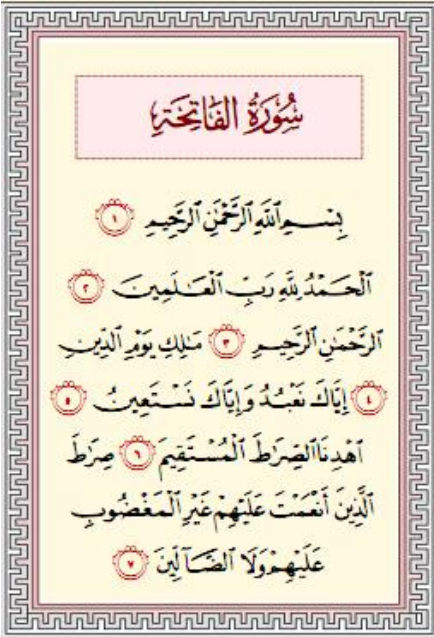 سُورَةُ الفَاتِحَةِ
بِسْمِ ٱللَّهِ ٱلرَّحْمَٰنِ ٱلرَّحِيمِ ١
ٱلْحَمْدُ لِلَّهِ رَبِّ ٱلْعَـٰلَمِينَ ٢
ٱلرَّحْمَٰنِ ٱلرَّحِيمِ ٣ مَـٰلِكِ يَوْمِ ٱلدِّينِ
٤ إِيَّاكَ نَعْبُدُ وَإِيَّاكَ نَسْتَعِينُ ٥
ٱهْدِنَا ٱلصِّرَٰطَ ٱلْمُسْتَقِيمَ ٦ صِرَٰطَ
ٱلَّذِينَ أَنْعَمْتَ عَلَيْهِمْ غَيْرِ ٱلْمَغْضُوبِ
عَلَيْهِمْ وَلَا ٱلضَّآلِّينَ ٧